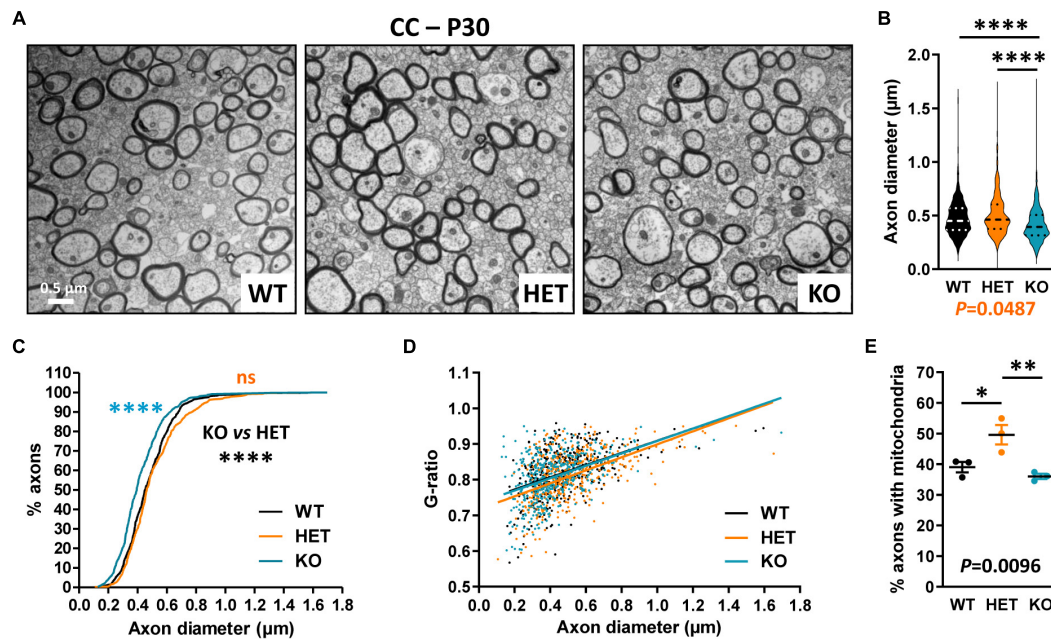 A
CC – P30
0.5 µm
WT
HET
KO
B
****
****
Axon diameter (µm)
2.0
1.5
1.0
0.5
0.0
WT HET KO
P=0.0487
C
% axons
110
100
90
80
70
60
50
40
30
20
10
0
****
ns
KO vs HET
****
WT
HET
KO
0.0 0.2 0.4 0.6 0.8 1.0 1.2 1.4 1.6 1.8
Axon diameter (µm)
D
G-ratio
1.1
1.0
0.9
0.8
0.7
0.6
0.5
WT
HET
KO
0.0 0.2 0.4 0.6 0.8 1.0 1.2 1.4 1.6 1.8
Axon diameter (µm)
E
% axons with mitochondria
70
60
50
40
30
20
10
0
*
**
P=0.0096
WT HET KO